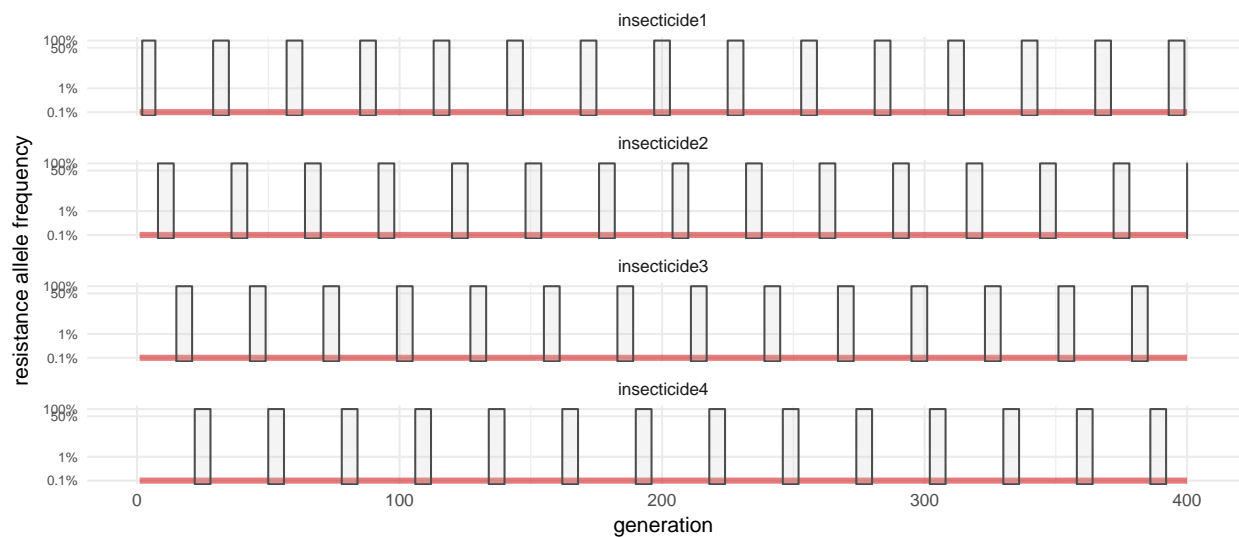 insecticide1
100%
50%
1%
0.1%
insecticide2
100%
50%
1%
0.1%
insecticide3
100%
50%
1%
0.1%
insecticide4
100%
50%
1%
0.1%
0 100 200 300 400
generation
resistance allele frequency